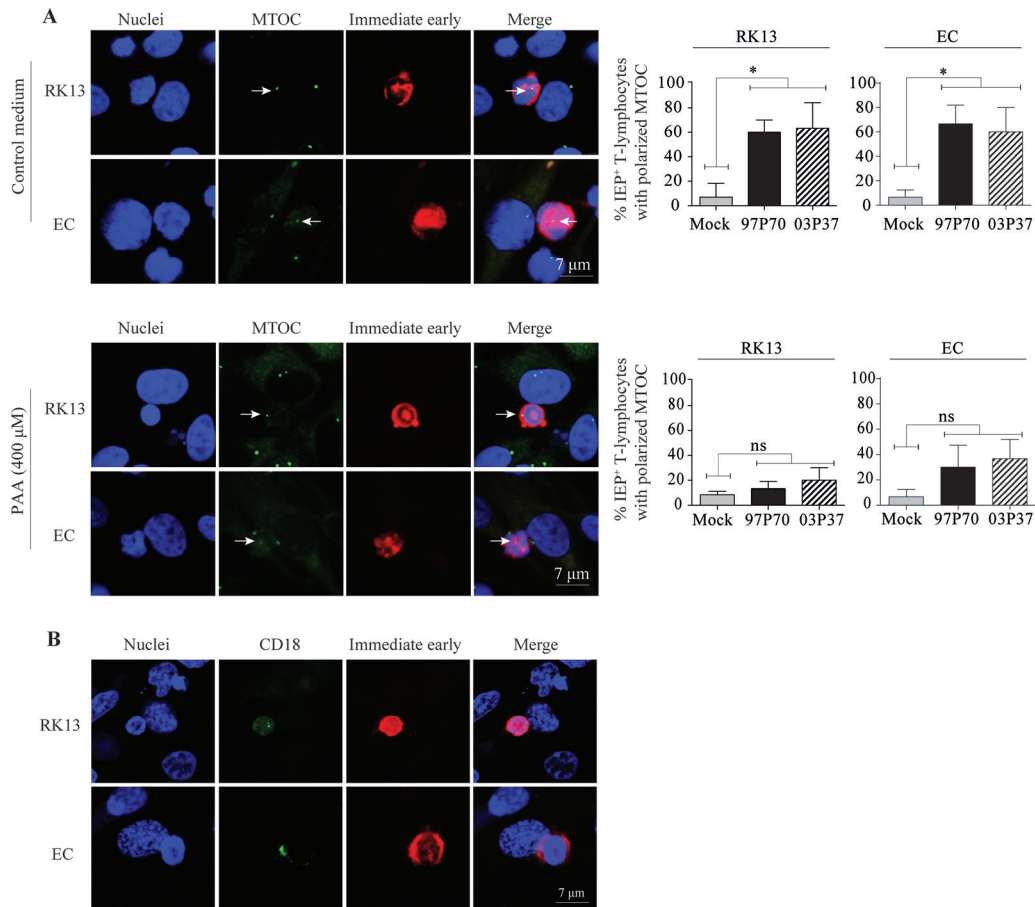 A
Nuclei MTOC Immediate early Merge
Control medium
RK13
EC
7 μm
RK13 EC
% IEP⁺ T-lymphocytes
with polarized MTOC
100
80
60
40
20
0
*
Mock 97P70 03P37
100
80
60
40
20
0
*
Mock 97P70 03P37
Nuclei MTOC Immediate early Merge
PAA (400 μM)
RK13
EC
7 μm
RK13 EC
% IEP⁺ T-lymphocytes
with polarized MTOC
100
80
60
40
20
0
ns
Mock 97P70 03P37
100
80
60
40
20
0
ns
Mock 97P70 03P37
B
Nuclei CD18 Immediate early Merge
RK13
EC
7 μm